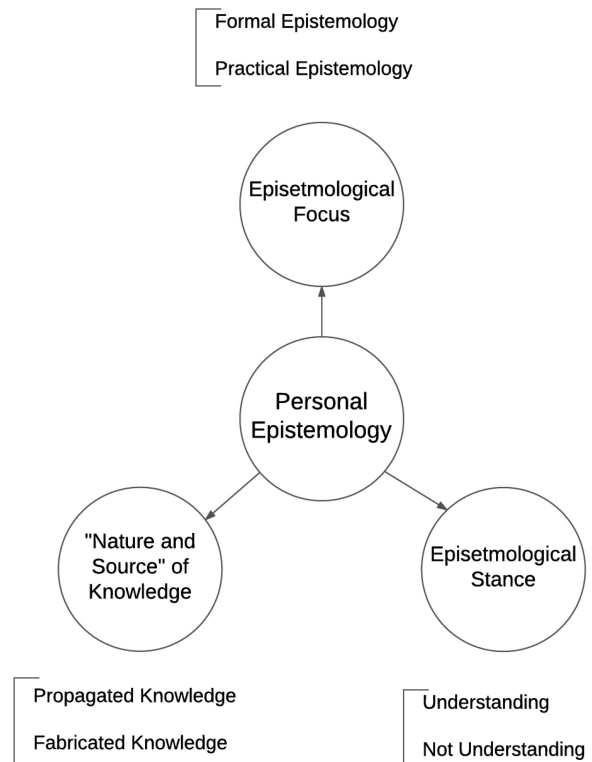 Formal Epistemology
Practical Epistemology
Episetmological
Focus
Personal
Epistemology
"Nature and
Source" of
Knowledge
Episetmological
Stance
Propagated Knowledge
Fabricated Knowledge
Understanding
Not Understanding